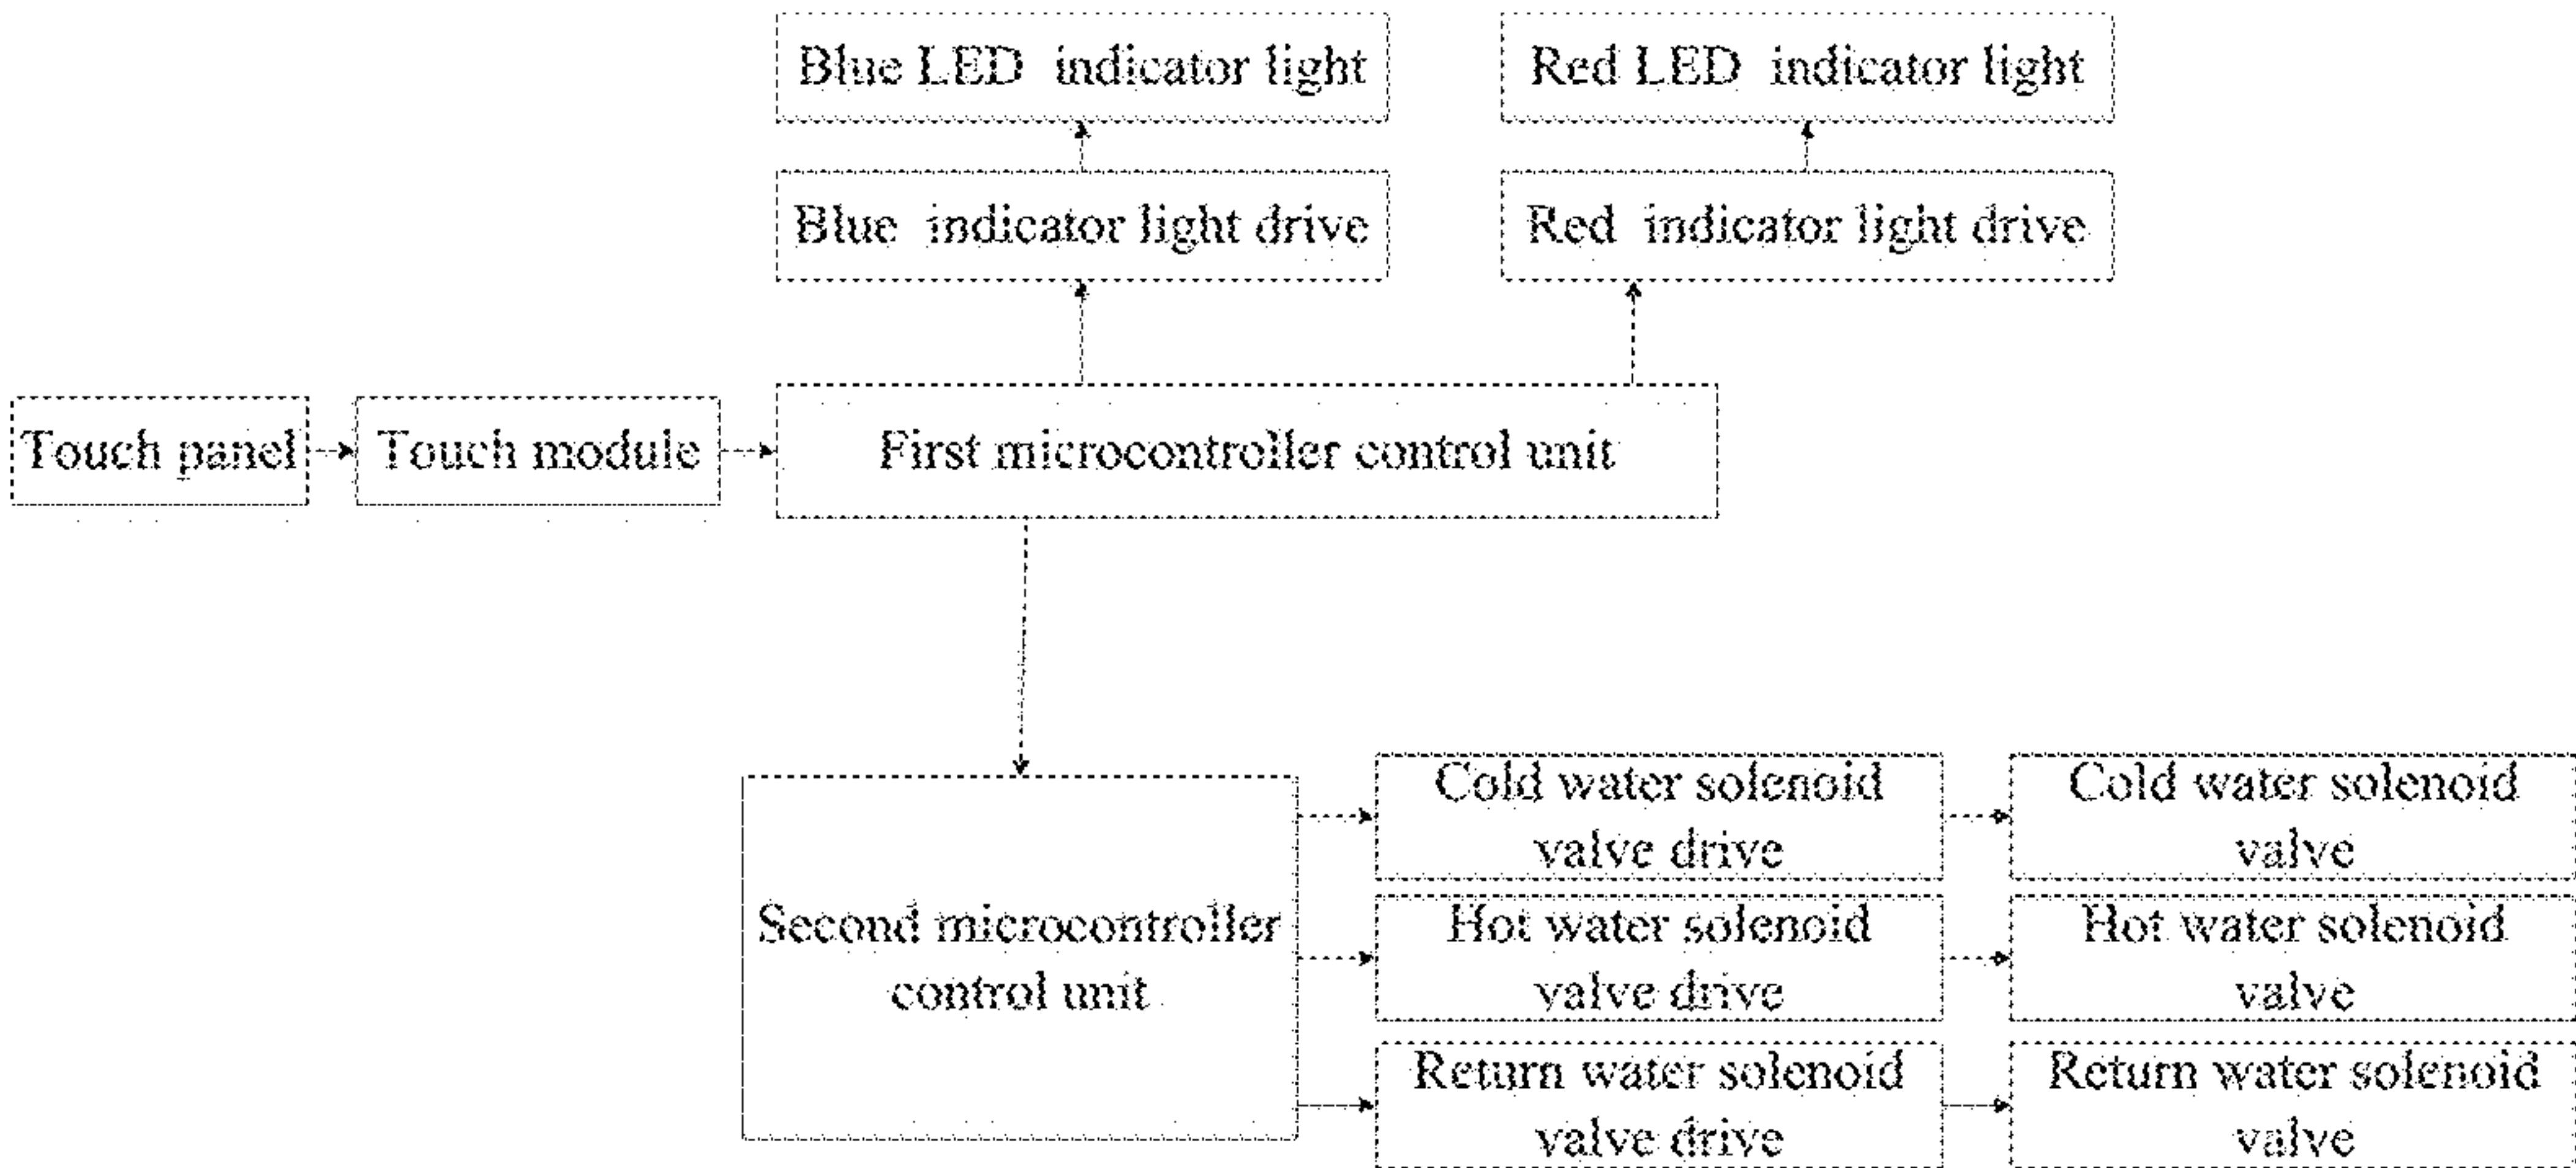 Blue LED indicator light
Red LED indicator light
Blue indicator light drive
Red indicator light drive
Touch panel
Touch module
First microcontroller control unit
Second microcontroller
control unit
Cold water solenoid
valve drive
Cold water solenoid
valve
Hot water solenoid
valve drive
Hot water solenoid
valve
Return water solenoid
valve drive
Return water solenoid
valve